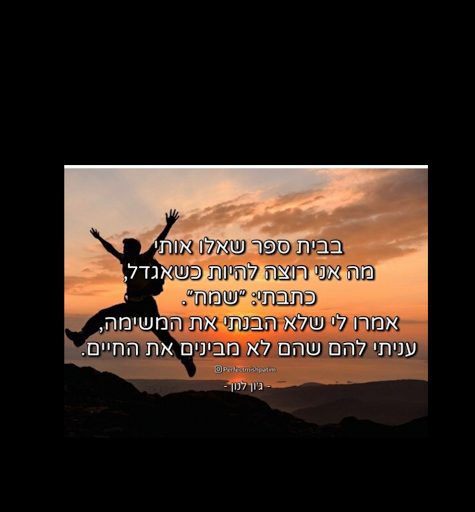 בבית ספר שאלו אותי
מה אני רוצה להיות כשאגדל,
כתבתי: "שמח".
אמרו לי שלא הבנתי את המשימה,
עניתי להם שהם לא מבינים את החיים.
Perfectmishpatim
- ג'ון לנון -